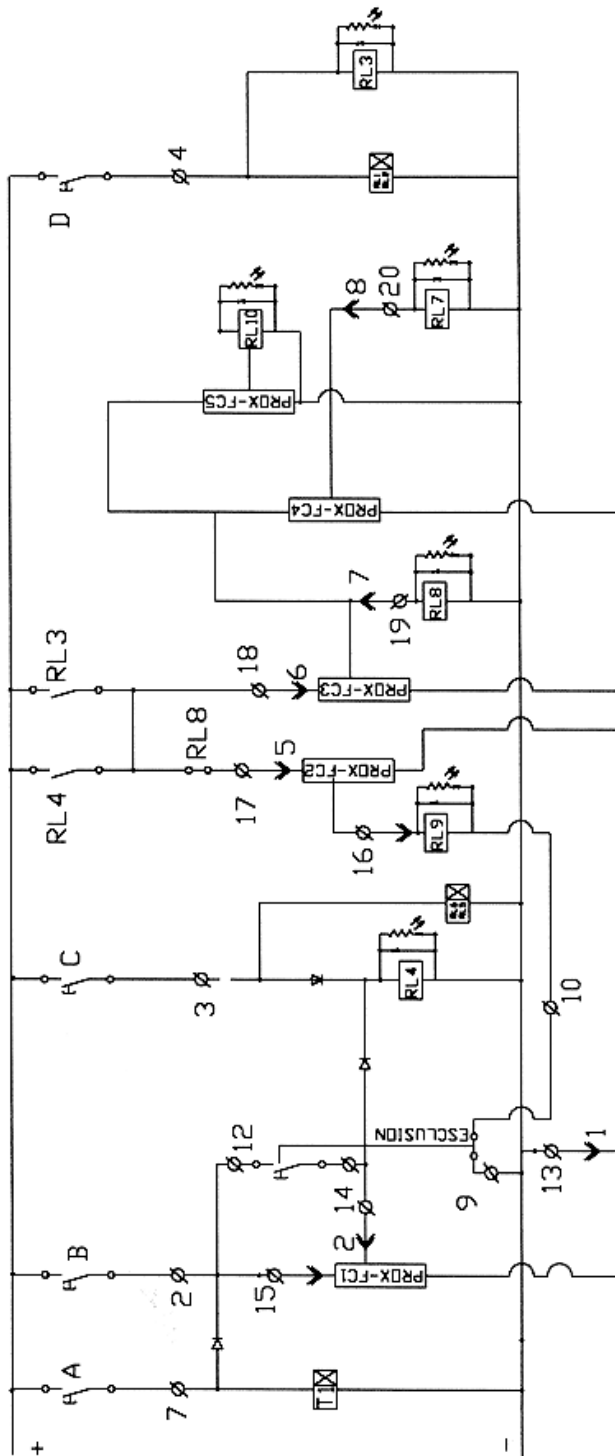 +
A
B
C
RL4
RL3
D
7
2
4
3
RL8
12
17
18
PROX-FC5
RL10
15
5
6
14
16
PROX-FC2
PROX-FC3
7
8
T1
PROX-FC1
2
PROX-FC4
19
20
RL3
ESCLUSION
RL4
RL9
RL8
RL7
9
-
13
10
1